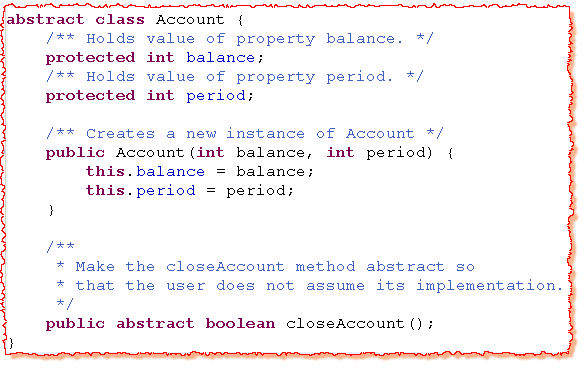 abstract class Account {
    /** Holds value of property balance. */
    protected int balance;
    /** Holds value of property period. */
    protected int period;

    /** Creates a new instance of Account */
    public Account(int balance, int period) {
        this.balance = balance;
        this.period = period;
    }

    /**
     * Make the closeAccount method abstract so
     * that the user does not assume its implementation.
     */
    public abstract boolean closeAccount();
}